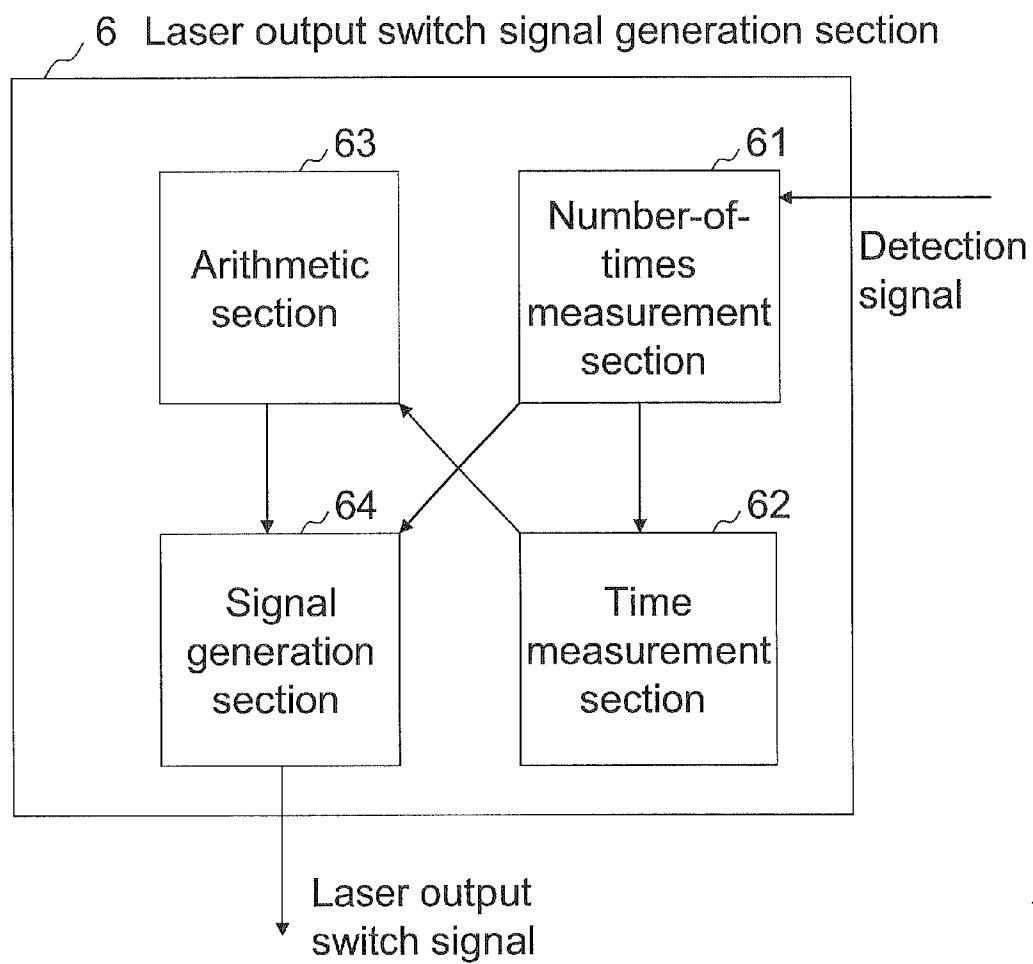 6 Laser output switch signal generation section
63
61
Arithmetic
section
Number-of-
times
measurement
section
Detection
signal
64
62
Signal
generation
section
Time
measurement
section
Laser output
switch signal